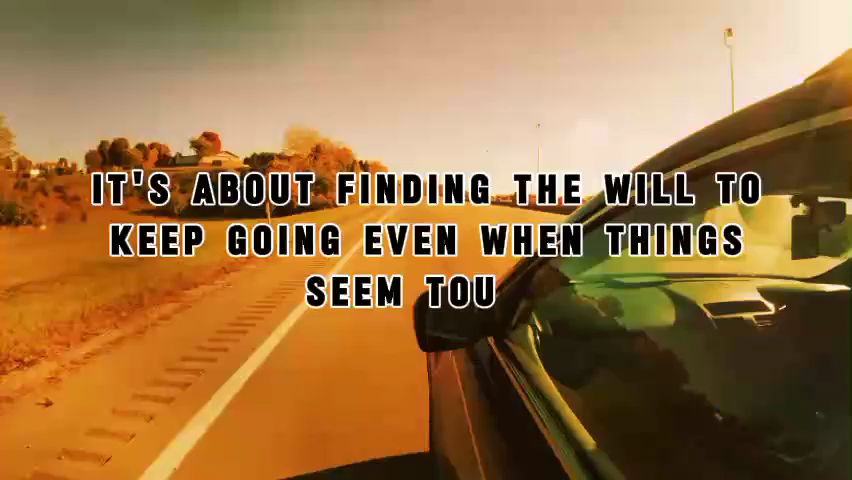 IT'S ABOUT FINDING THE WILL TO
KEEP GOING EVEN WHEN THINGS
SEEM TOU